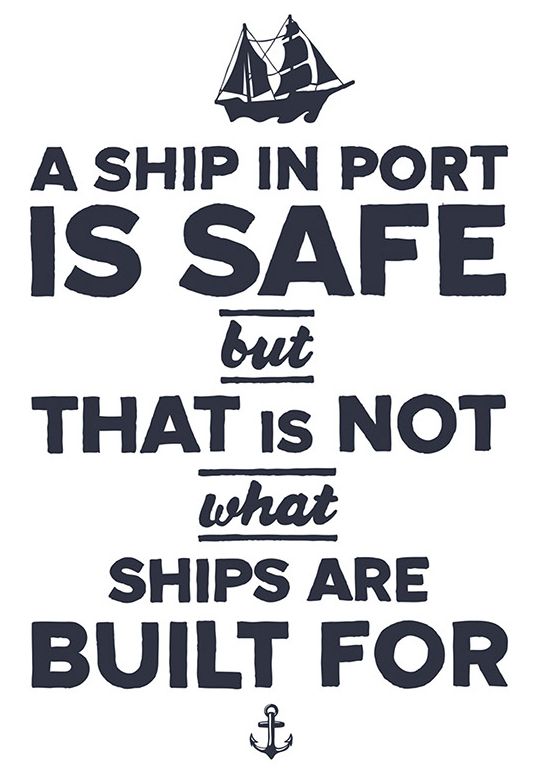 A SHIP IN PORT
IS SAFE
but
THAT IS NOT
what
SHIPS ARE
BUILT FOR